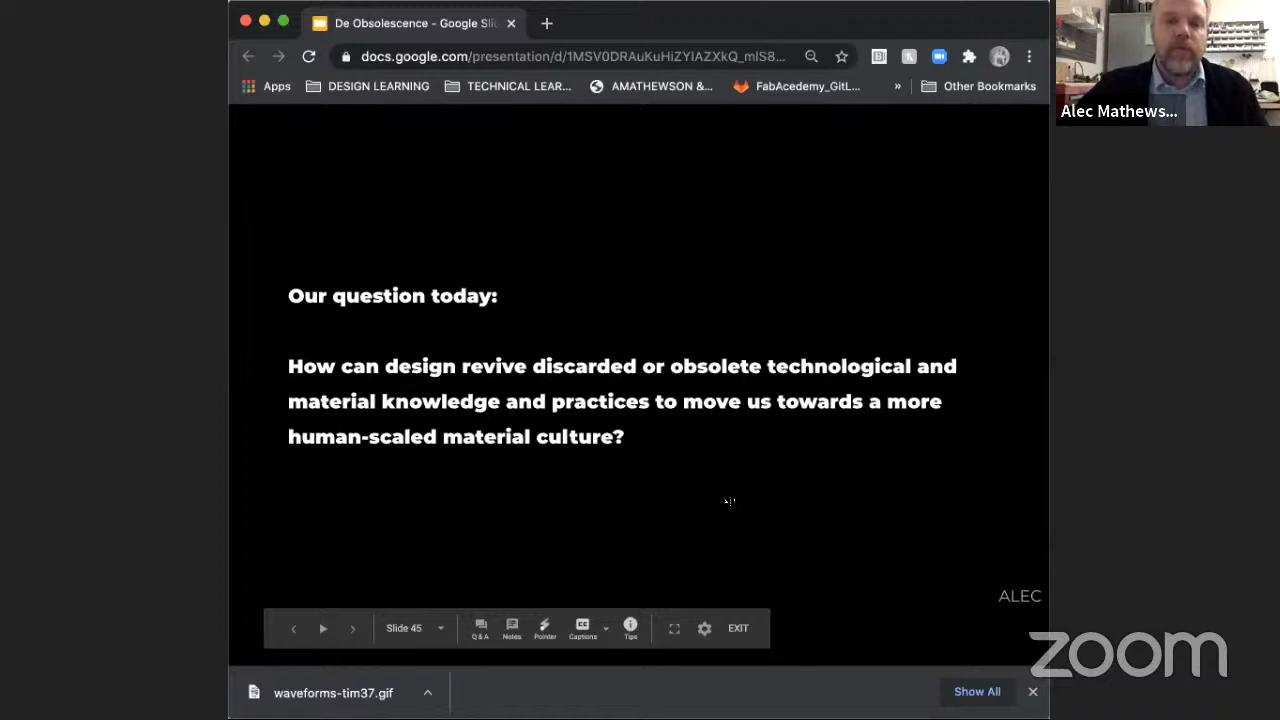 De Obsolescence - Google Sli
docs.google.com/presentation/d/1MSV0DRAuKuHiZYIAZXkQ_mIS8...
Apps
DESIGN LEARNING
TECHNICAL LEAR...
AMATHEWSON &...
FabAcedemy_GitL...
»
Other Bookmarks
Alec Mathews...
Our question today:
How can design revive discarded or obsolete technological and
material knowledge and practices to move us towards a more
human-scaled material culture?
ALEC
Slide 45
Q & A
Notes
Pointer
CC
Captions
Tips
EXIT
zoom
waveforms-tim37.gif
Show All